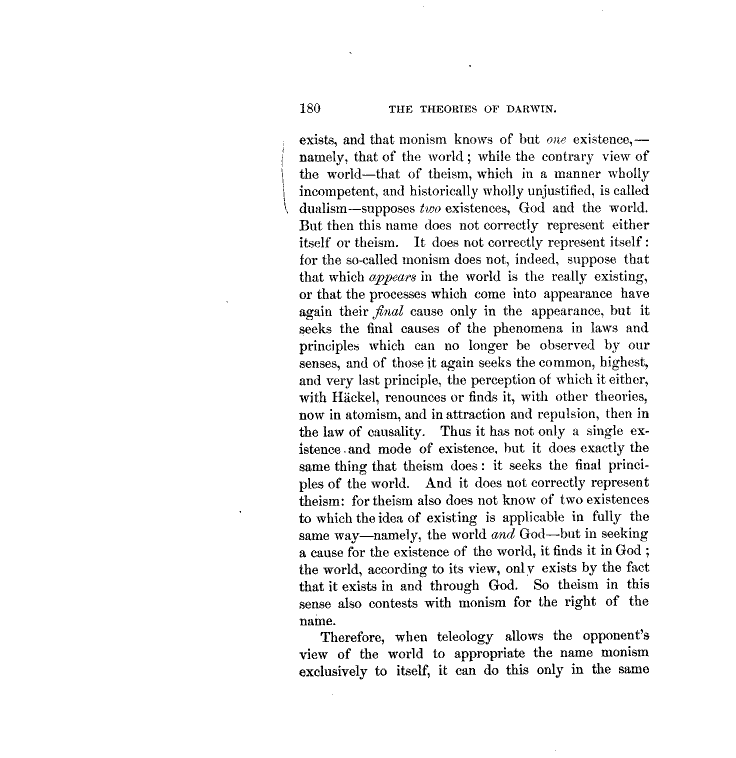 180 THE THEORIES OF DARWIN.
exists, and that monism knows of but one existence,—
namely, that of the world; while the contrary view of
the world—that of theism, which in a manner wholly
incompetent, and historically wholly unjustified, is called
dualism—supposes two existences, God and the world.
But then this name does not correctly represent either
itself or theism. It does not correctly represent itself:
for the so-called monism does not, indeed, suppose that
that which appears in the world is the really existing,
or that the processes which come into appearance have
again their final cause only in the appearance, but it
seeks the final causes of the phenomena in laws and
principles which can no longer be observed by our
senses, and of those it again seeks the common, highest,
and very last principle, the perception of which it either,
with Häckel, renounces or finds it, with other theories,
now in atomism, and in attraction and repulsion, then in
the law of causality. Thus it has not only a single ex-
istence and mode of existence, but it does exactly the
same thing that theism does: it seeks the final princi-
ples of the world. And it does not correctly represent
theism: for theism also does not know of two existences
to which the idea of existing is applicable in fully the
same way—namely, the world and God—but in seeking
a cause for the existence of the world, it finds it in God;
the world, according to its view, only exists by the fact
that it exists in and through God. So theism in this
sense also contests with monism for the right of the
name.
Therefore, when teleology allows the opponent's
view of the world to appropriate the name monism
exclusively to itself, it can do this only in the same